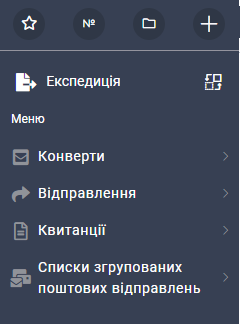 №
Експедиція
Меню
Конверти
Відправлення
Квитанції
Списки згрупованих
поштових відправлень